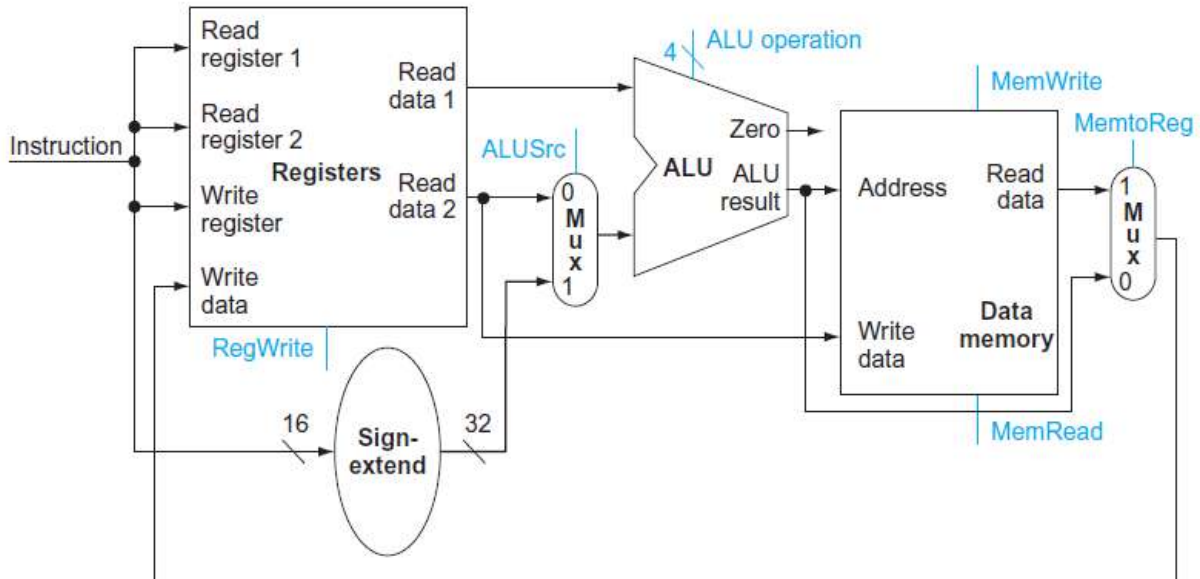 Instruction
Read
register 1
Read
register 2
Write
register
Write
data
Registers
Read
data 1
Read
data 2
RegWrite
16
Sign-
extend
32
ALUSrc
0
M
u
x
1
4
ALU operation
Zero
ALU
ALU
result
MemWrite
Address
Read
data
Write
data
Data
memory
MemRead
MemtoReg
1
M
u
x
0